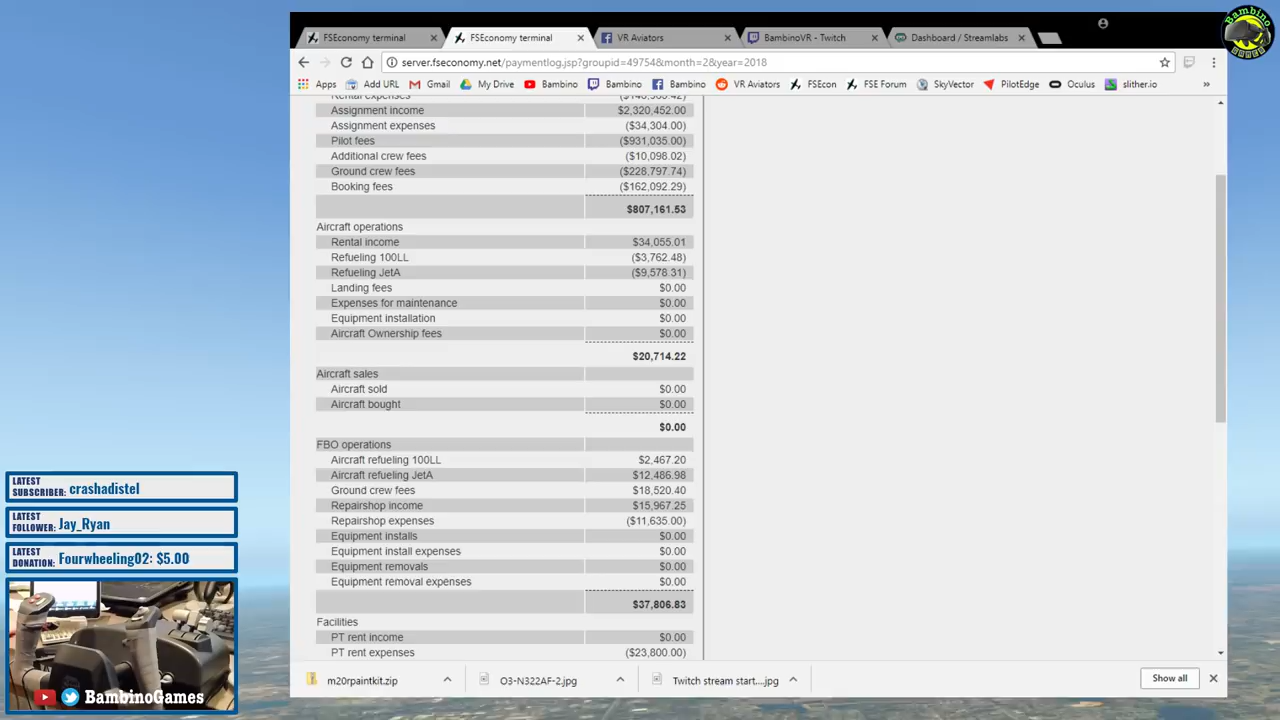 FSEconomy terminal
FSEconomy terminal
VR Aviators
BambinoVR - Twitch
Dashboard / Streamlabs
Bambino
server.fseconomy.net/paymentlog.jsp?groupid=49754&month=2&year=2018
Apps
Add URL
Gmail
My Drive
Bambino
Bambino
Bambino
VR Aviators
FSEcon
FSE Forum
SkyVector
PilotEdge
Oculus
slither.io
»
Rental expenses
Assignment income $2,320,452.00
Assignment expenses ($34,304.00)
Pilot fees ($931,035.00)
Additional crew fees ($10,098.02)
Ground crew fees ($228,797.74)
Booking fees ($162,092.29)
$807,161.53
Aircraft operations
Rental income $34,055.01
Refueling 100LL ($3,762.48)
Refueling JetA ($9,578.31)
Landing fees $0.00
Expenses for maintenance $0.00
Equipment installation $0.00
Aircraft Ownership fees $0.00
$20,714.22
Aircraft sales
Aircraft sold $0.00
Aircraft bought $0.00
$0.00
FBO operations
Aircraft refueling 100LL $2,467.20
Aircraft refueling JetA $12,486.98
Ground crew fees $18,520.40
Repairshop income $15,967.25
Repairshop expenses ($11,635.00)
Equipment installs $0.00
Equipment install expenses $0.00
Equipment removals $0.00
Equipment removal expenses $0.00
$37,806.83
Facilities
PT rent income $0.00
PT rent expenses ($23,800.00)
LATEST
SUBSCRIBER: crashadistel
LATEST
FOLLOWER: Jay_Ryan
LATEST
DONATION: Fourwheeling02: $5.00
BambinoGames
m20rpaintkit.zip
O3-N322AF-2.jpg
Twitch stream start....jpg
Show all